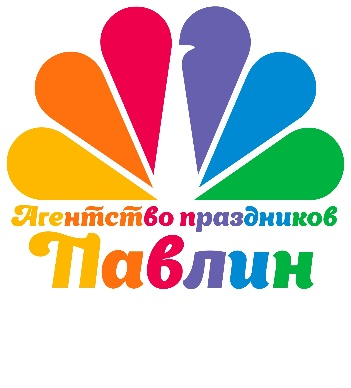 Агентство праздников
Павлин